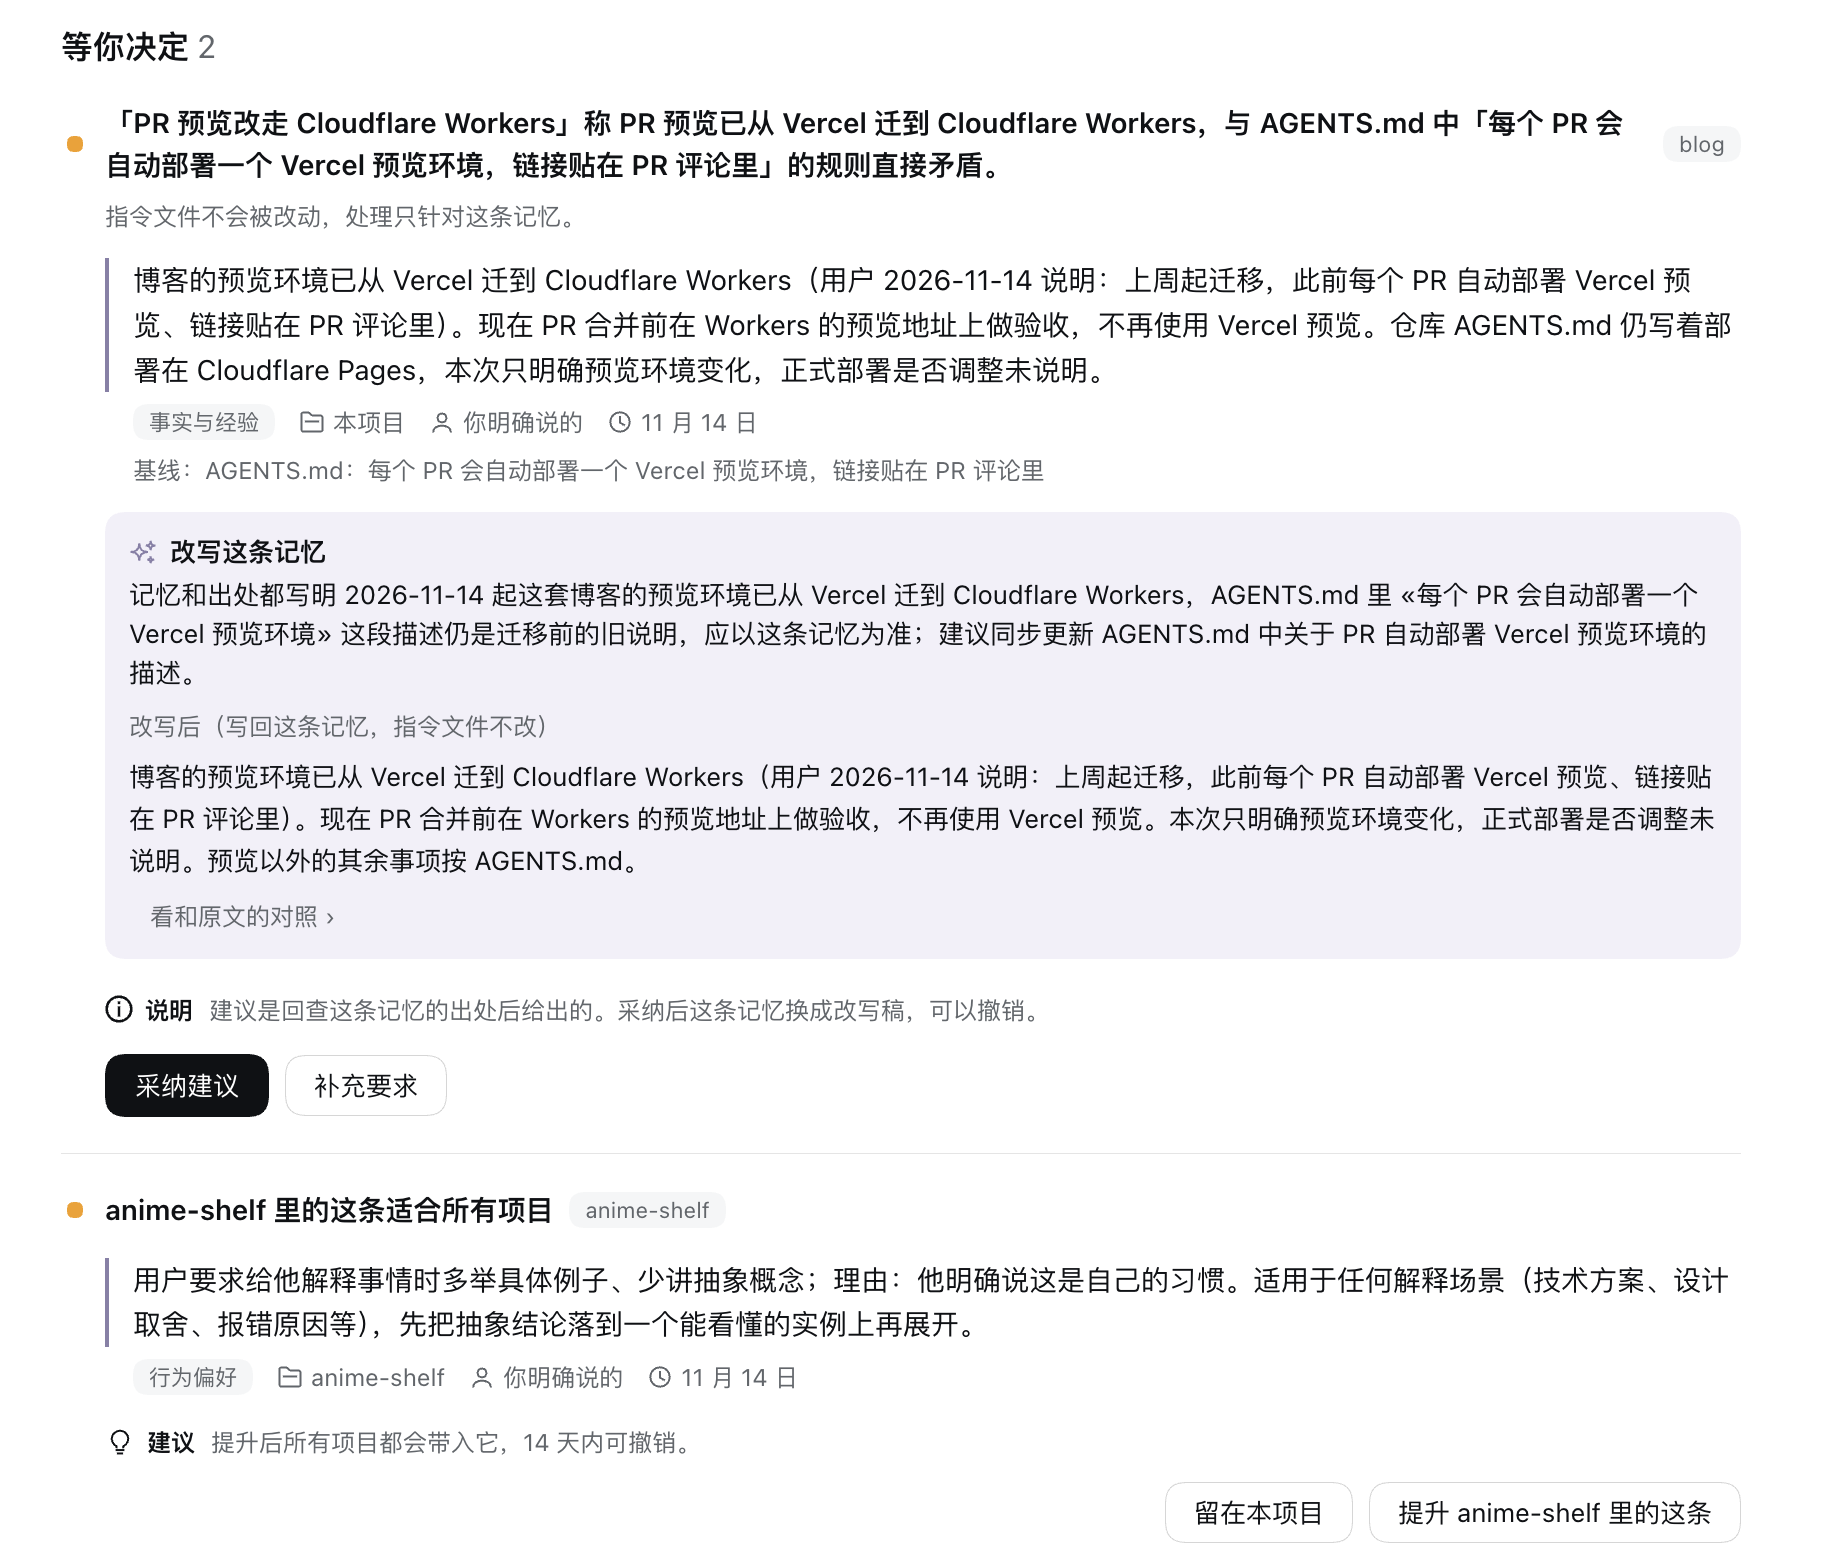 等你决定 2
「PR 预览改走 Cloudflare Workers」称 PR 预览已从 Vercel 迁到 Cloudflare Workers，与 AGENTS.md 中「每个 PR 会
自动部署一个 Vercel 预览环境，链接贴在 PR 评论里」的规则直接矛盾。
blog
指令文件不会被改动，处理只针对这条记忆。
博客的预览环境已从 Vercel 迁到 Cloudflare Workers（用户 2026-11-14 说明：上周起迁移，此前每个 PR 自动部署 Vercel 预
览、链接贴在 PR 评论里）。现在 PR 合并前在 Workers 的预览地址上做验收，不再使用 Vercel 预览。仓库 AGENTS.md 仍写着部
署在 Cloudflare Pages，本次只明确预览环境变化，正式部署是否调整未说明。
事实与经验 本项目 你明确说的 11 月 14 日
基线：AGENTS.md：每个 PR 会自动部署一个 Vercel 预览环境，链接贴在 PR 评论里
改写这条记忆
记忆和出处都写明 2026-11-14 起这套博客的预览环境已从 Vercel 迁到 Cloudflare Workers，AGENTS.md 里 «每个 PR 会自动部署一个
Vercel 预览环境» 这段描述仍是迁移前的旧说明，应以这条记忆为准；建议同步更新 AGENTS.md 中关于 PR 自动部署 Vercel 预览环境的
描述。
改写后（写回这条记忆，指令文件不改）
博客的预览环境已从 Vercel 迁到 Cloudflare Workers（用户 2026-11-14 说明：上周起迁移，此前每个 PR 自动部署 Vercel 预览、链接贴
在 PR 评论里）。现在 PR 合并前在 Workers 的预览地址上做验收，不再使用 Vercel 预览。本次只明确预览环境变化，正式部署是否调整未
说明。预览以外的其余事项按 AGENTS.md。
看和原文的对照 ›
说明 建议是回查这条记忆的出处后给出的。采纳后这条记忆换成改写稿，可以撤销。
采纳建议 补充要求
anime-shelf 里的这条适合所有项目 anime-shelf
用户要求给他解释事情时多举具体例子、少讲抽象概念；理由：他明确说这是自己的习惯。适用于任何解释场景（技术方案、设计
取舍、报错原因等），先把抽象结论落到一个能看懂的实例上再展开。
行为偏好 anime-shelf 你明确说的 11 月 14 日
建议 提升后所有项目都会带入它，14 天内可撤销。
留在本项目 提升 anime-shelf 里的这条